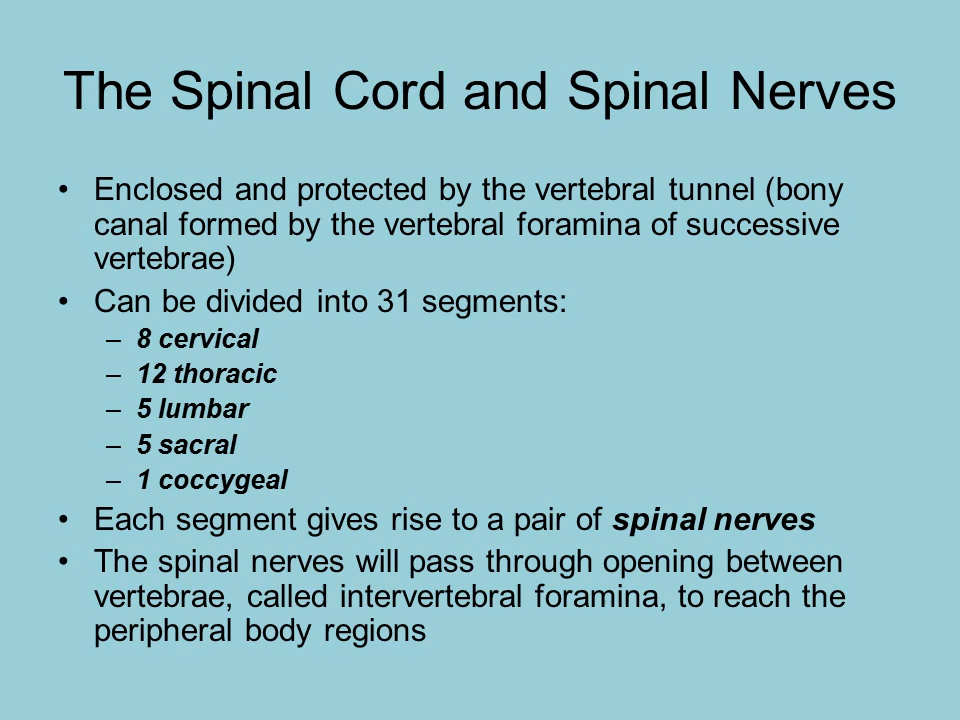 The Spinal Cord and Spinal Nerves
• Enclosed and protected by the vertebral tunnel (bony
canal formed by the vertebral foramina of successive
vertebrae)
• Can be divided into 31 segments:
– 8 cervical
– 12 thoracic
– 5 lumbar
– 5 sacral
– 1 coccygeal
• Each segment gives rise to a pair of spinal nerves
• The spinal nerves will pass through opening between
vertebrae, called intervertebral foramina, to reach the
peripheral body regions